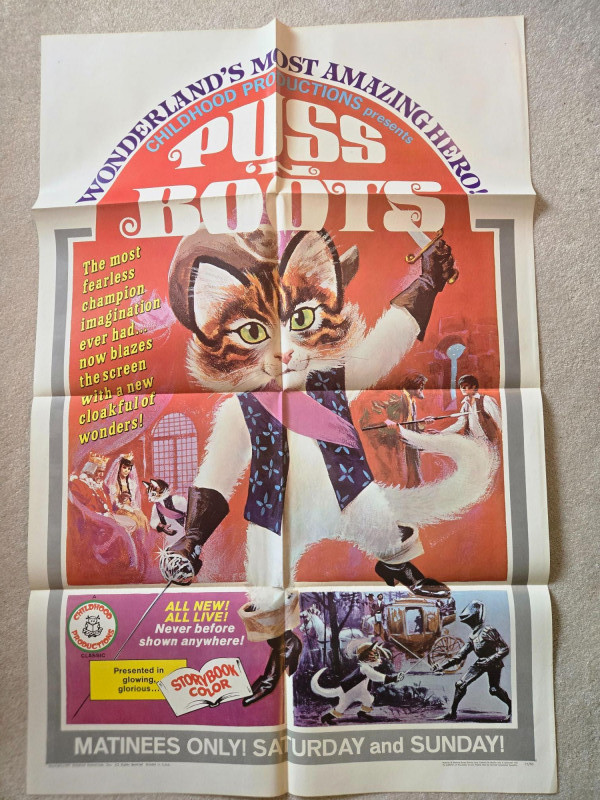 WONDERLAND'S MOST AMAZING HERO!
CHILDHOOD PRODUCTIONS presents
PUSS
IN
BOOTS
The most
fearless
champion
imagination
ever had...
now blazes
the screen
with a new
cloakful of
wonders!
CHILDHOOD
PRODUCTIONS
CLASSIC
ALL NEW!
ALL LIVE!
Never before
shown anywhere!
Presented in
glowing,
glorious...
STORYBOOK
COLOR
MATINEES ONLY! SATURDAY and SUNDAY!